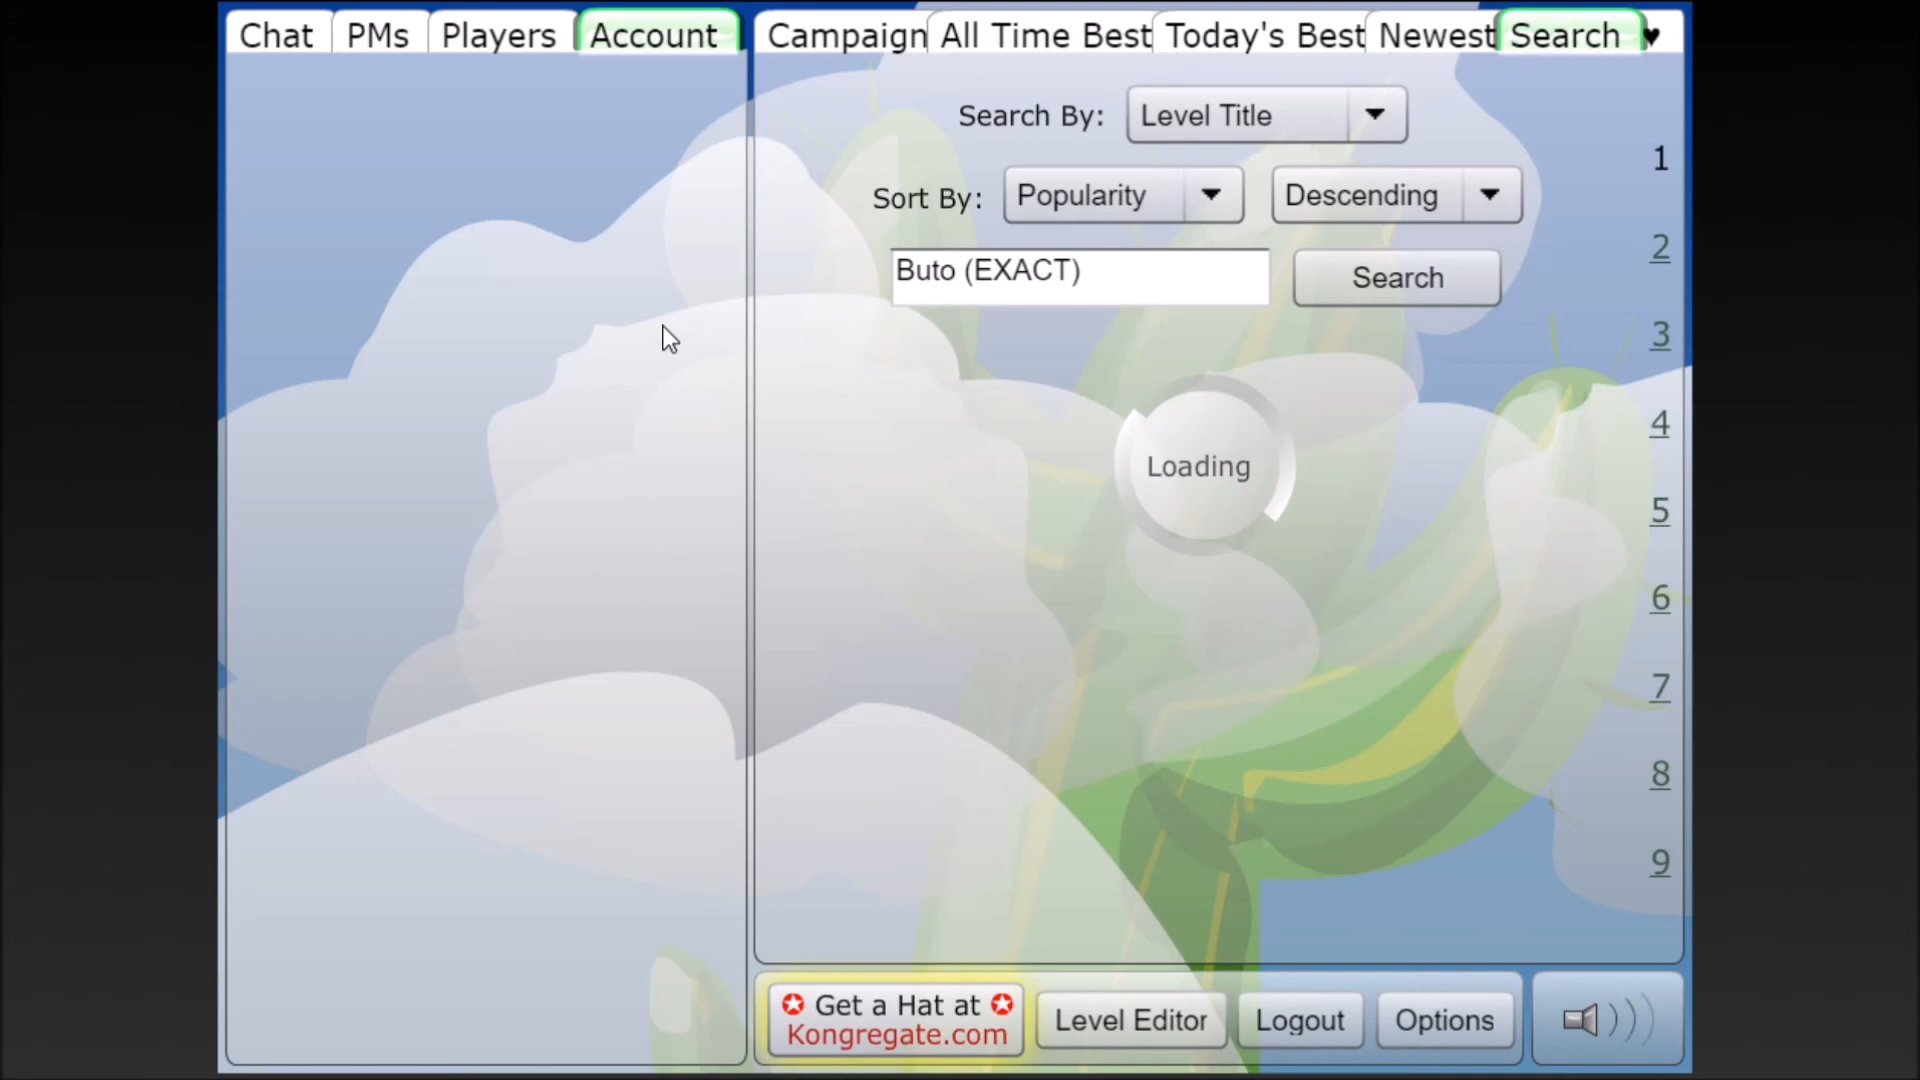 Chat PMs Players Account Campaign All Time Best Today's Best Newest Search ♥
Search By: Level Title
Sort By: Popularity Descending
Buto (EXACT) Search
Loading
1
2
3
4
5
6
7
8
9
Get a Hat at
Kongregate.com
Level Editor Logout Options